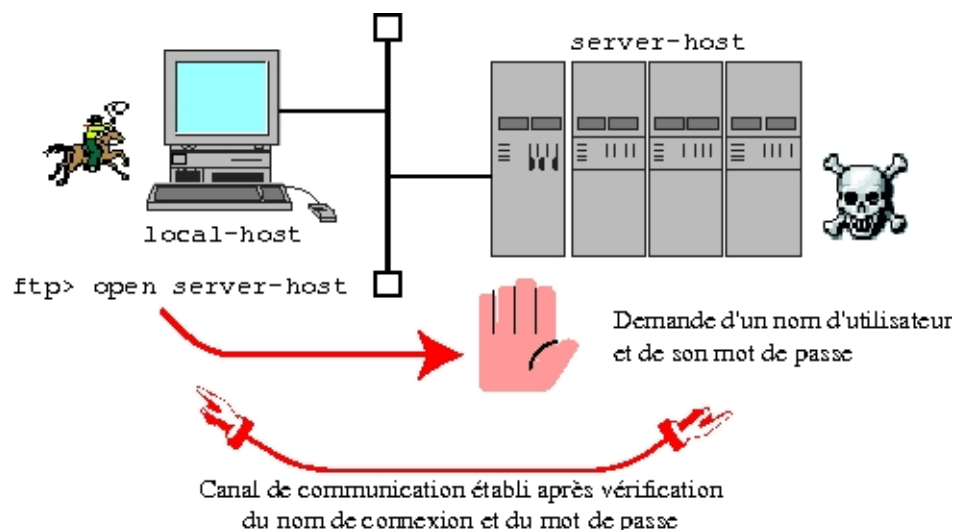 server-host
local-host
ftp> open server-host
Demande d'un nom d'utilisateur
et de son mot de passe
Canal de communication établi après vérification
du nom de connexion et du mot de passe